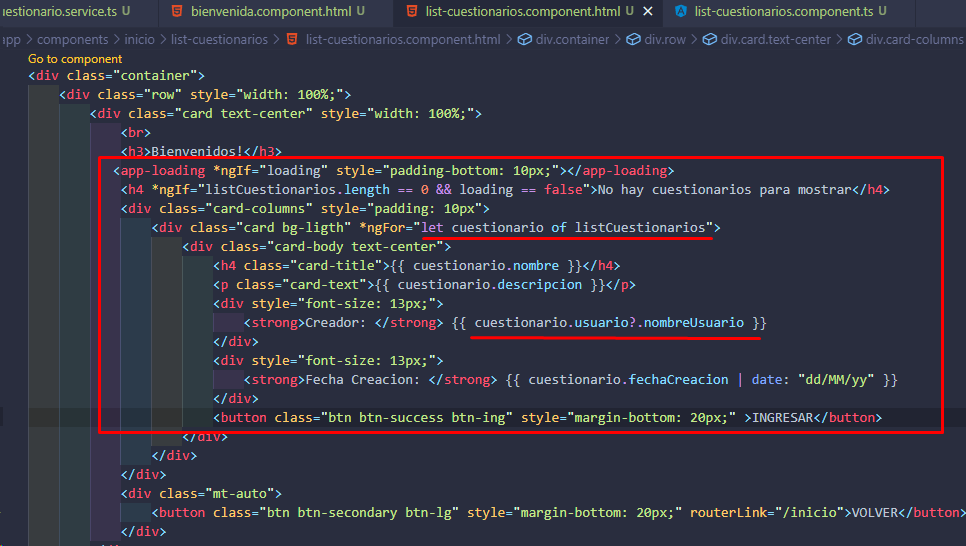 uestionario.service.ts U bienvenida.component.html U list-cuestionarios.component.html U list-cuestionarios.component.ts U
app > components > inicio > list-cuestionarios > list-cuestionarios.component.html > div.container > div.row > div.card.text-center > div.card-columns
Go to component
<div class="container">
<div class="row" style="width: 100%;">
<div class="card text-center" style="width: 100%;">
<br>
<h3>Bienvenidos!</h3>
<app-loading *ngIf="loading" style="padding-bottom: 10px;"></app-loading>
<h4 *ngIf="listCuestionarios.length == 0 && loading == false">No hay cuestionarios para mostrar</h4>
<div class="card-columns" style="padding: 10px">
<div class="card bg-ligth" *ngFor="let cuestionario of listCuestionarios">
<div class="card-body text-center">
<h4 class="card-title">{{ cuestionario.nombre }}</h4>
<p class="card-text">{{ cuestionario.descripcion }}</p>
<div style="font-size: 13px;">
<strong>Creador: </strong> {{ cuestionario.usuario?.nombreUsuario }}
</div>
<div style="font-size: 13px;">
<strong>Fecha Creacion: </strong> {{ cuestionario.fechaCreacion | date: "dd/MM/yy" }}
</div>
<button class="btn btn-success btn-ing" style="margin-bottom: 20px;" >INGRESAR</button>
</div>
</div>
</div>
<div class="mt-auto">
<button class="btn btn-secondary btn-lg" style="margin-bottom: 20px;" routerLink="/inicio">VOLVER</button>
</div>